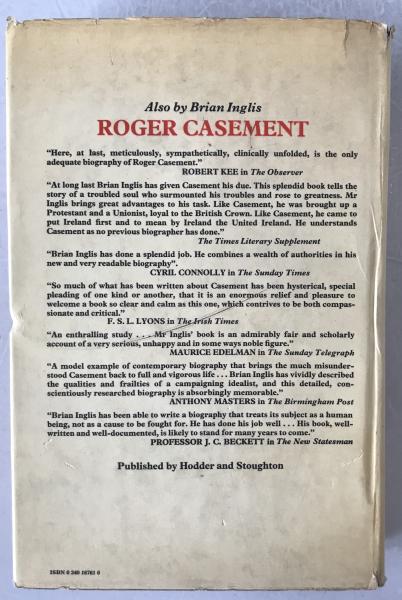 Also by Brian Inglis
ROGER CASEMENT
“Here, at last, meticulously, sympathetically, clinically unfolded, is the only
adequate biography of Roger Casement.”
ROBERT KEE in The Observer
“At long last Brian Inglis has given Casement his due. This splendid book tells the
story of a troubled soul who surmounted his troubles and rose to greatness. Mr
Inglis brings great advantages to his task. Like Casement, he was brought up a
Protestant and a Unionist, loyal to the British Crown. Like Casement, he came to
put Ireland first and to mean by Ireland the United Ireland. He understands
Casement as no previous biographer has done.”
The Times Literary Supplement
“Brian Inglis has done a splendid job. He combines a wealth of authorities in his
new and very readable biography”.
CYRIL CONNOLLY in The Sunday Times
“So much of what has been written about Casement has been hysterical, special
pleading of one kind or another, that it is an enormous relief and pleasure to
welcome a book so clear and calm as this one, which contrives to be both compas-
sionate and critical.”
F. S. L. LYONS in The Irish Times
“An enthralling study . . . Mr Inglis’ book is an admirably fair and scholarly
account of a very serious, unhappy and in some ways noble figure.”
MAURICE EDELMAN in The Sunday Telegraph
“A model example of contemporary biography that brings the much misunder-
stood Casement back to full and vigorous life . . . Brian Inglis has vividly described
the qualities and frailties of a campaigning idealist, and this detailed, con-
scientiously researched biography is absorbingly memorable.”
ANTHONY MASTERS in The Birmingham Post
“Brian Inglis has been able to write a biography that treats its subject as a human
being, not as a cause to be fought for. He has done his job well . . . His book, well-
written and well-documented, is likely to stand for many years to come.”
PROFESSOR J. C. BECKETT in The New Statesman
Published by Hodder and Stoughton
ISBN 0 340 16761 0